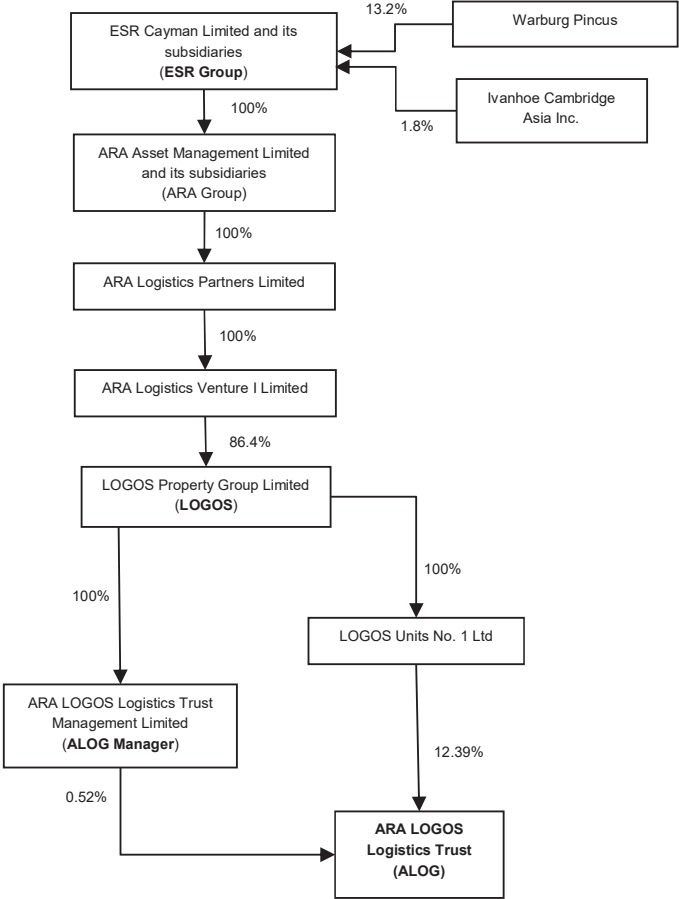 13.2%
Warburg Pincus
ESR Cayman Limited and its
subsidiaries
(ESR Group)
Ivanhoe Cambridge
Asia Inc.
1.8%
100%
ARA Asset Management Limited
and its subsidiaries
(ARA Group)
100%
ARA Logistics Partners Limited
100%
ARA Logistics Venture I Limited
86.4%
LOGOS Property Group Limited
(LOGOS)
100%
100%
LOGOS Units No. 1 Ltd
ARA LOGOS Logistics Trust
Management Limited
(ALOG Manager)
12.39%
0.52%
ARA LOGOS
Logistics Trust
(ALOG)